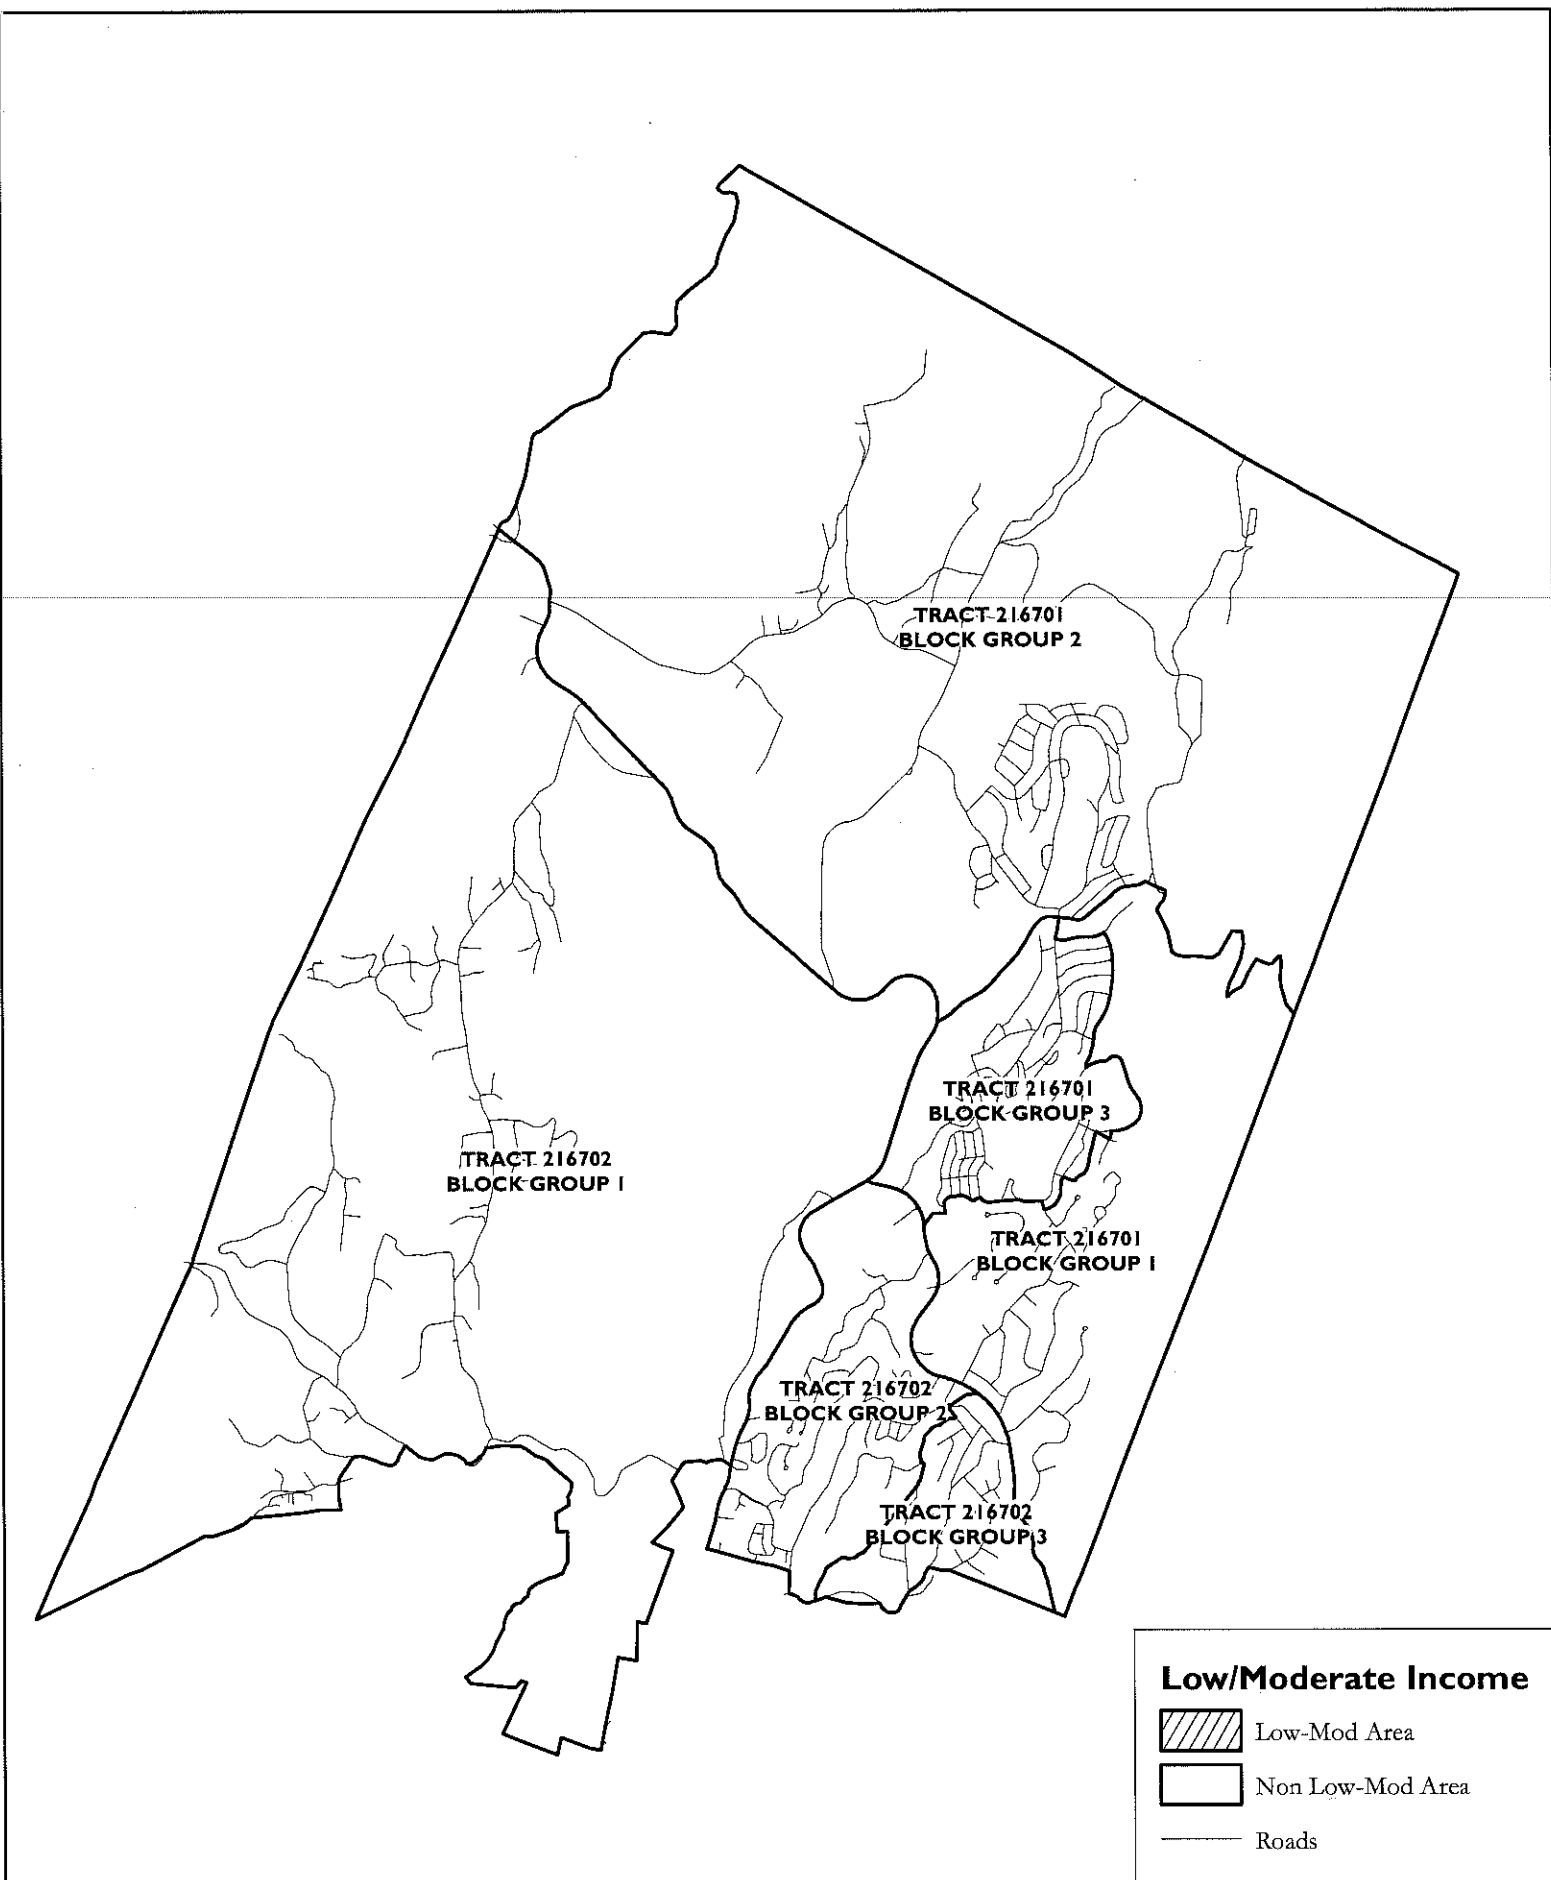 TRACT 216701
BLOCK GROUP 2
TRACT 216701
BLOCK GROUP 3
TRACT 216702
BLOCK GROUP 1
TRACT 216701
BLOCK GROUP 1
TRACT 216702
BLOCK GROUP 2
TRACT 216702
BLOCK GROUP 3
Low/Moderate Income
Low-Mod Area
Non Low-Mod Area
Roads